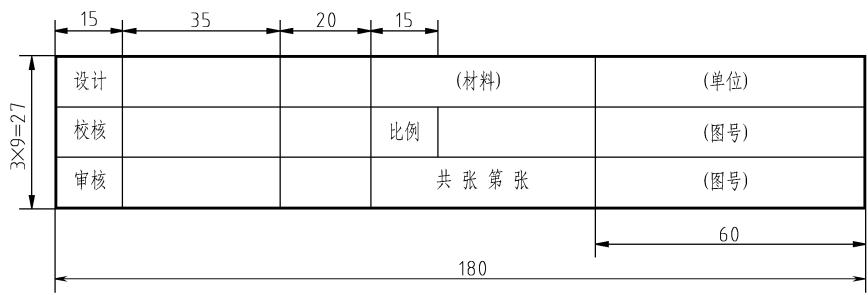 15 35 20 15
设计 (材料) (单位)
校核 比例 (图号)
审核 共 张 第 张 (图号)
3×9=27
60
180